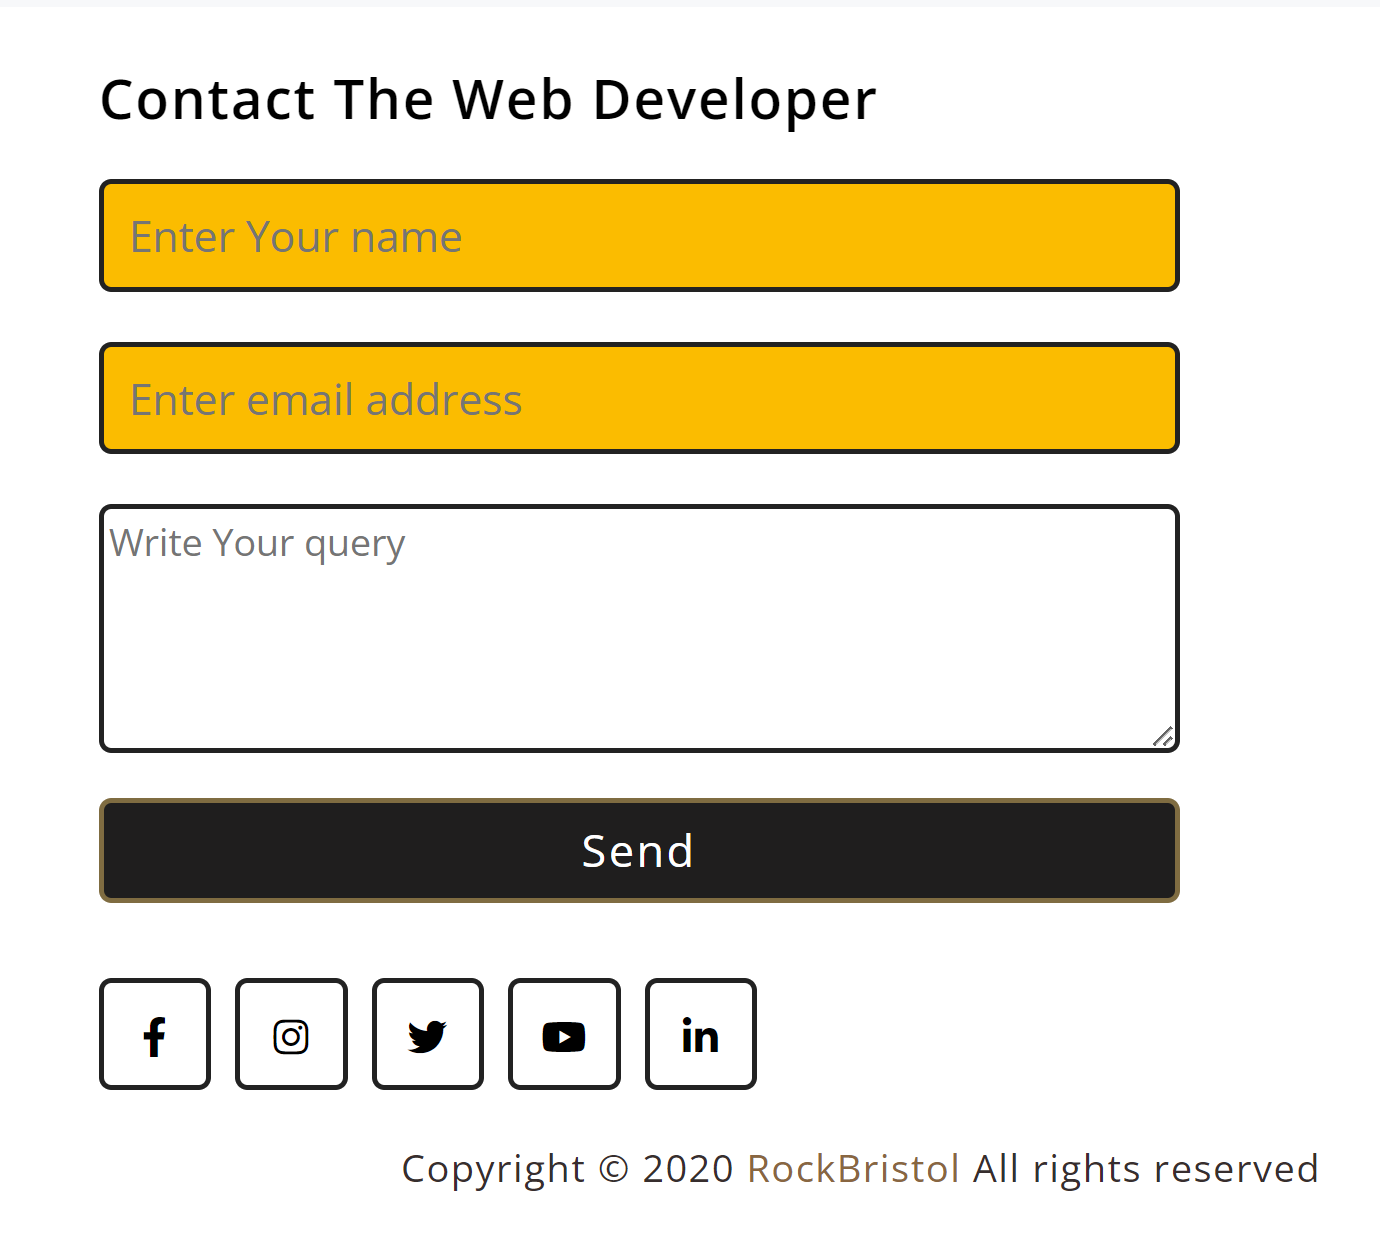 Contact The Web Developer
Enter Your name
Enter email address
Write Your query
Send
Copyright © 2020 RockBristol All rights reserved